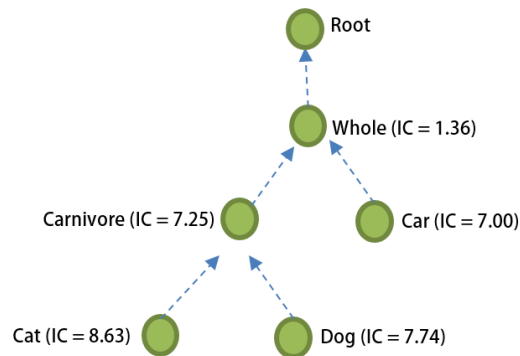 Root
Whole (IC = 1.36)
Carnivore (IC = 7.25)
Car (IC = 7.00)
Cat (IC = 8.63)
Dog (IC = 7.74)